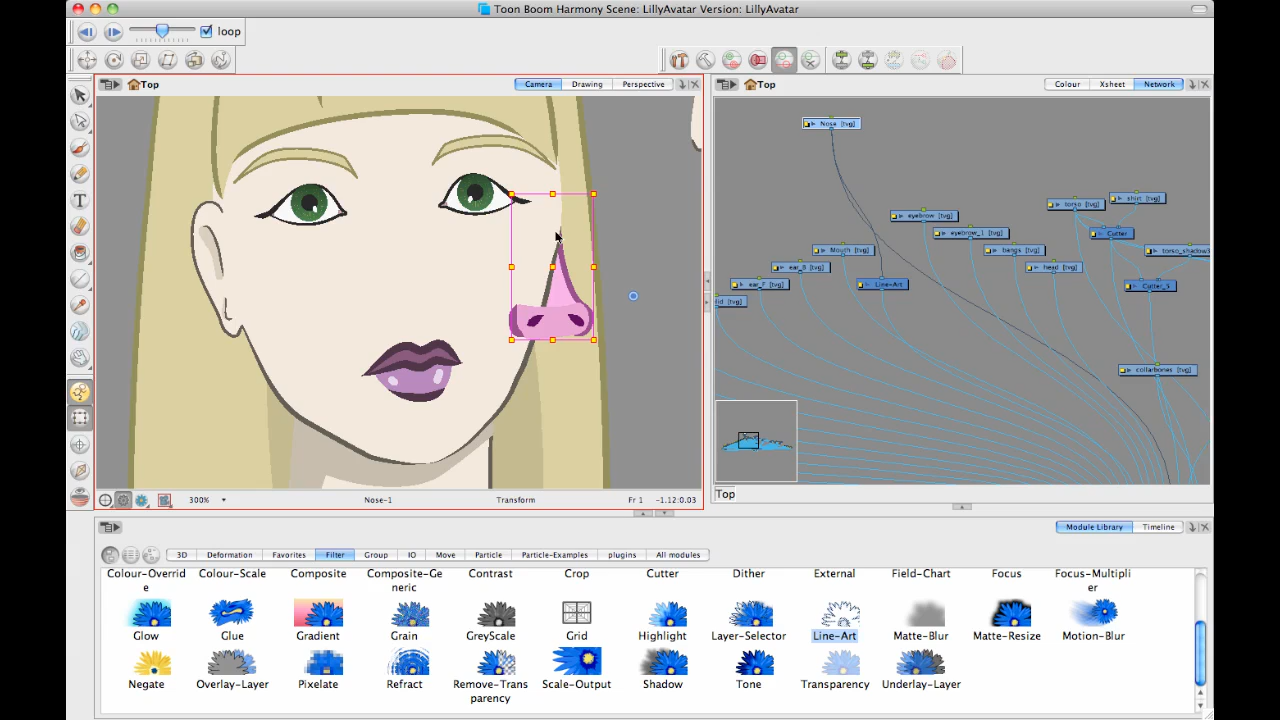 Toon Boom Harmony Scene: LillyAvatar Version: LillyAvatar
loop
Top
Camera
Drawing
Perspective
Top
Colour
Xsheet
Network
Nose [tvg]
torso [tvg]
shirt [tvg]
eyebrow [tvg]
eyebrow_1 [tvg]
Cutter
Mouth [tvg]
bangs [tvg]
torso_shadow3
ear_B [tvg]
head [tvg]
ear_F [tvg]
Line-Art
Cutter_5
[tvg]
collarbones [tvg]
300%
Nose-1
Transform
Fr 1
-1.12:0.03
Top
Module Library
Timeline
3D
Deformation
Favorites
Filter
Group
IO
Move
Particle
Particle-Examples
plugins
All modules
Colour-Overrid
e
Colour-Scale
Composite
Composite-Ge
neric
Contrast
Crop
Cutter
Dither
External
Field-Chart
Focus
Focus-Multipli
er
Glow
Glue
Gradient
Grain
GreyScale
Grid
Highlight
Layer-Selector
Line-Art
Matte-Blur
Matte-Resize
Motion-Blur
Negate
Overlay-Layer
Pixelate
Refract
Remove-Trans
parency
Scale-Output
Shadow
Tone
Transparency
Underlay-Layer